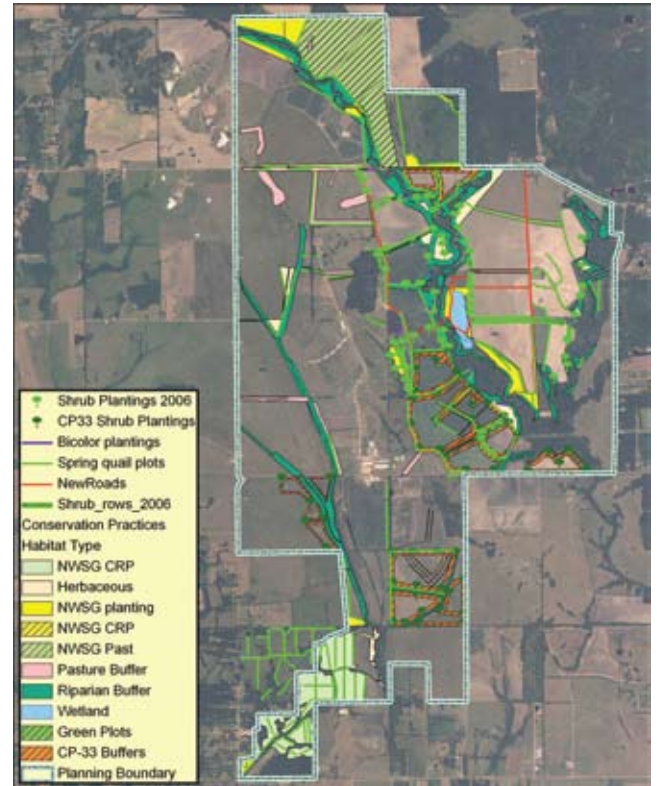 Shrub Plantings 2006
CP33 Shrub Plantings
Bicolor plantings
Spring quail plots
NewRoads
Shrub_rows_2006
Conservation Practices
Habitat Type
NWSG CRP
Herbaceous
NWSG planting
NWSG CRP
NWSG Past
Pasture Buffer
Riparian Buffer
Wetland
Green Plots
CP-33 Buffers
Planning Boundary